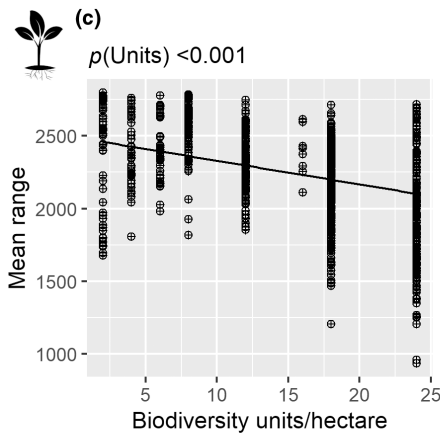 (c)
p(Units) <0.001
Mean range
2500
2000
1500
1000
5 10 15 20 25
Biodiversity units/hectare